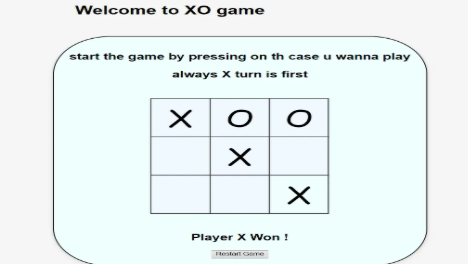 Welcome to XO game
start the game by pressing on th case u wanna play
always X turn is first
X O O
X
X
Player X Won !
Restart Game